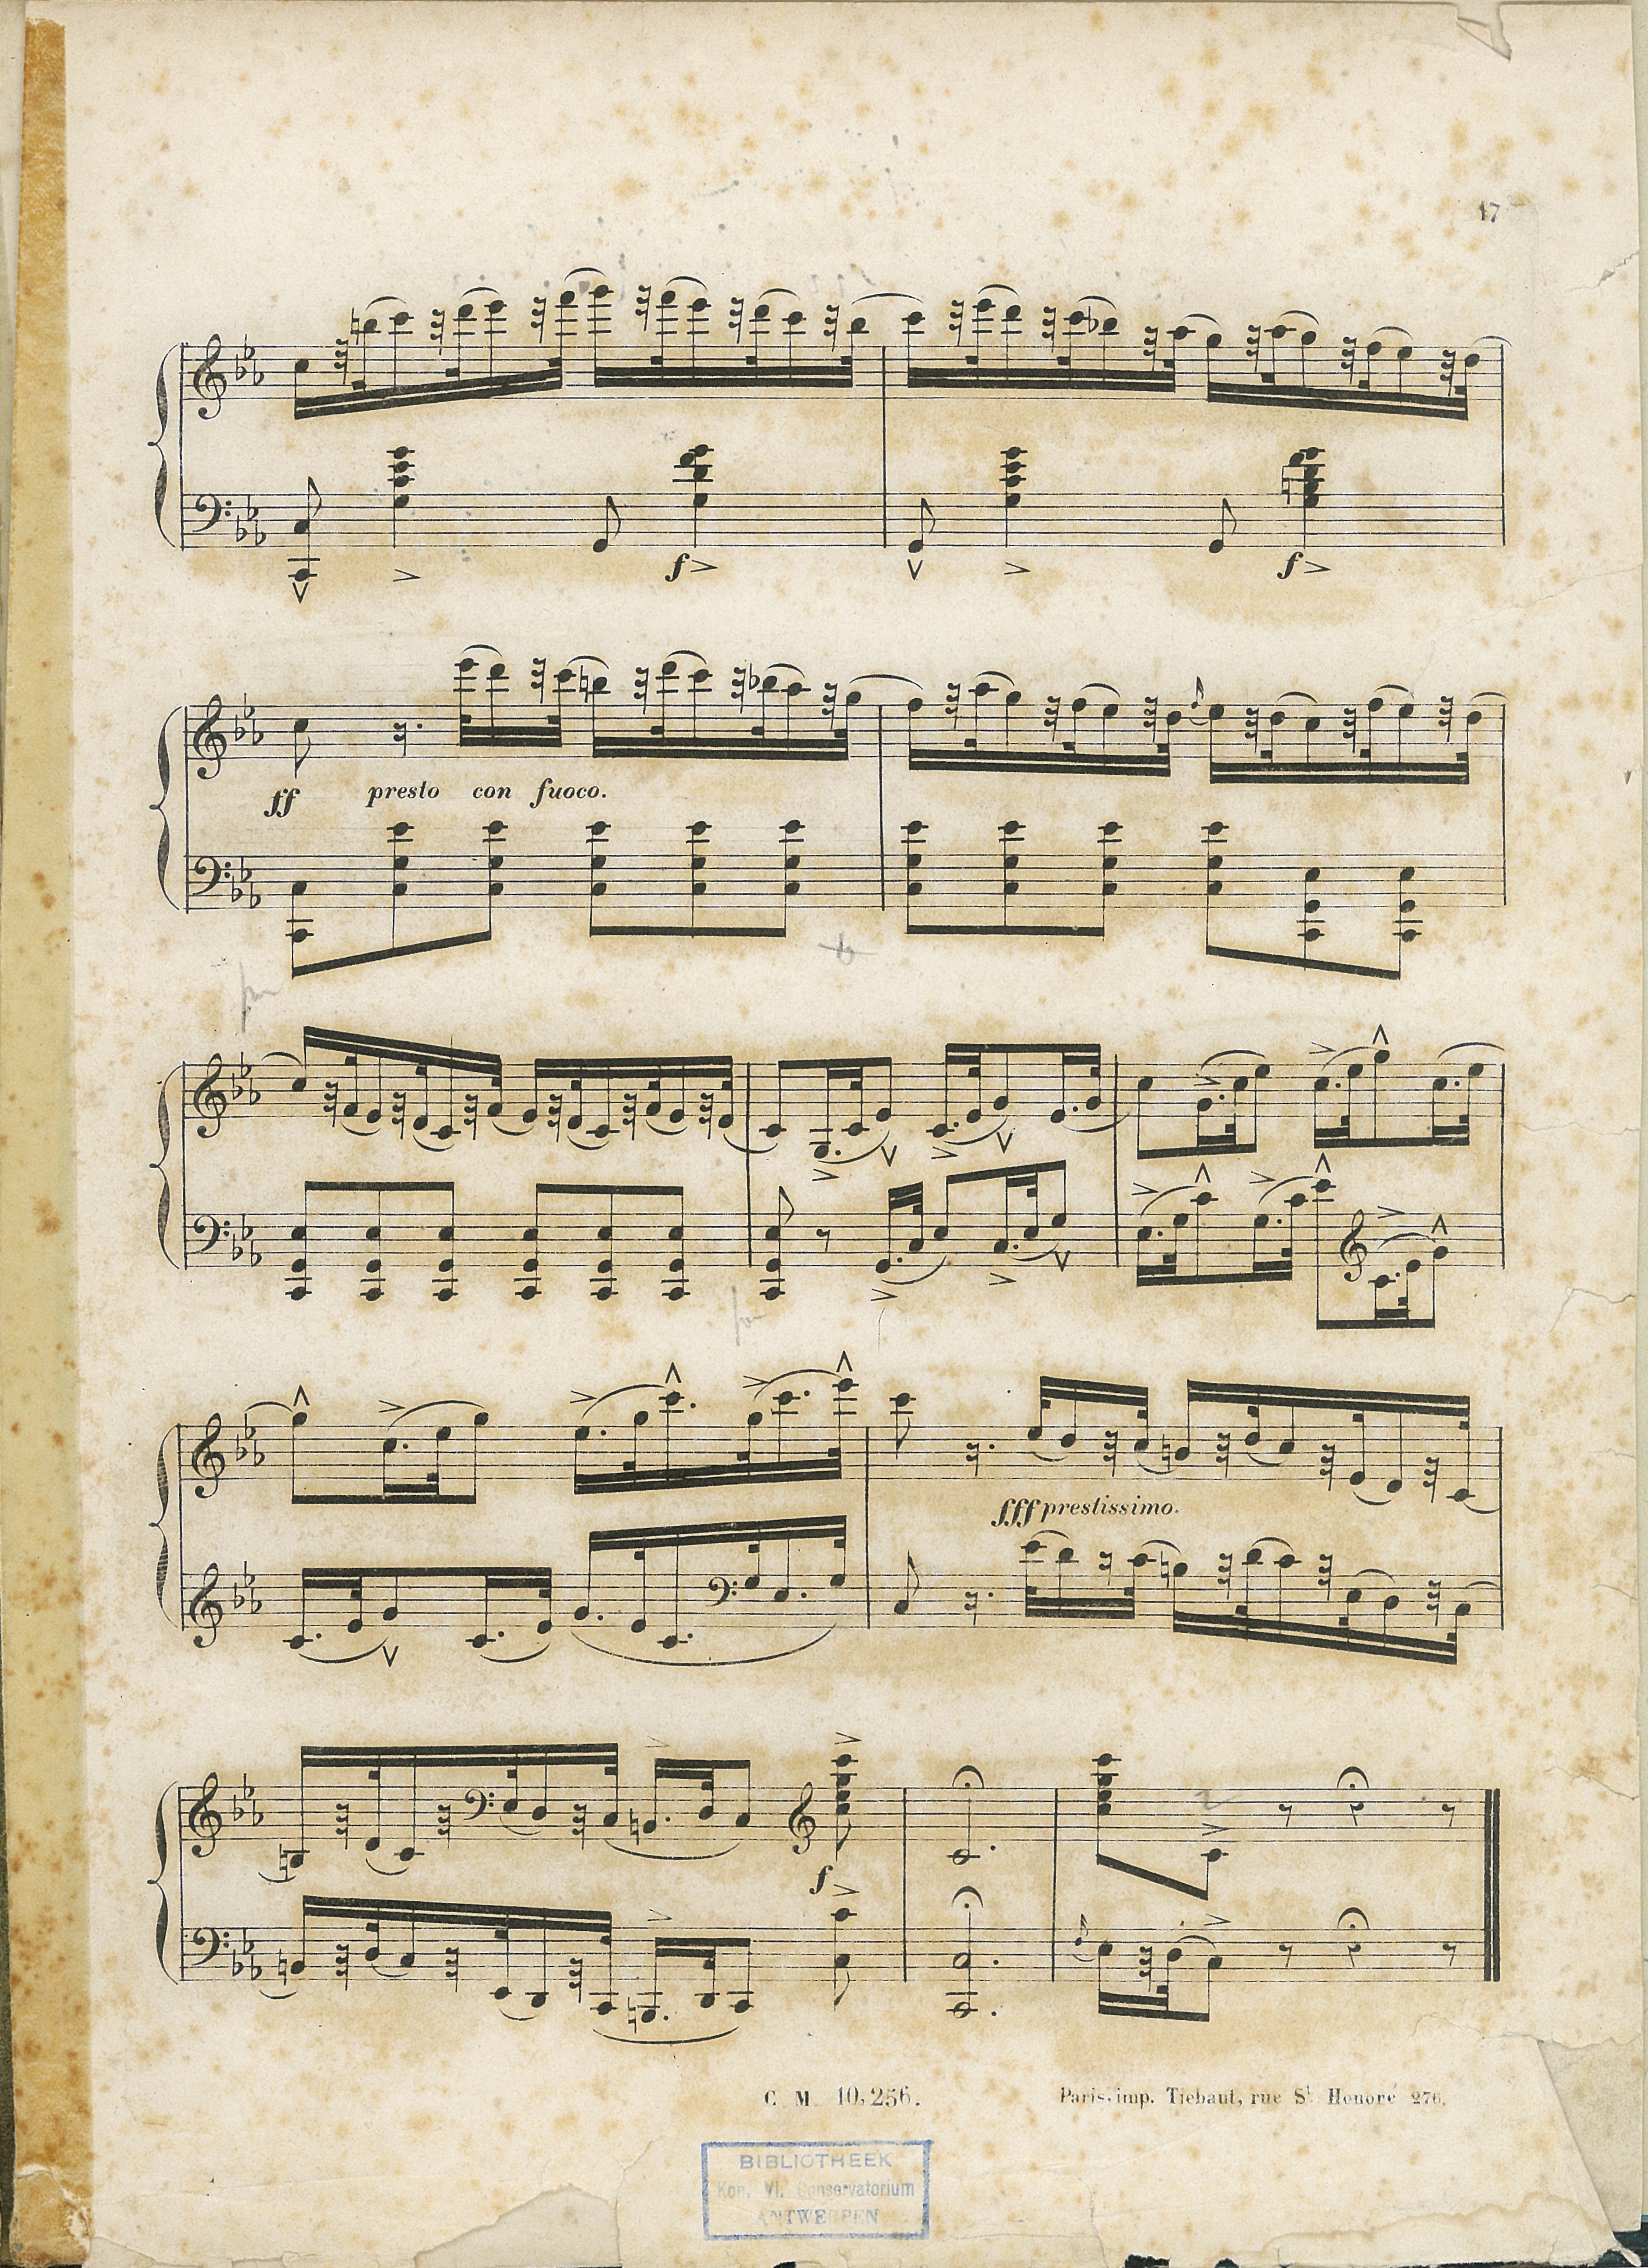 17
f f
ff presto con fuoco.
fff prestissimo.
f
C. M. 10,256. Paris, imp. Tiebaut, rue St. Honoré 276.
BIBLIOTHEEK
Kon. Vl. Conservatorium
ANTWERPEN